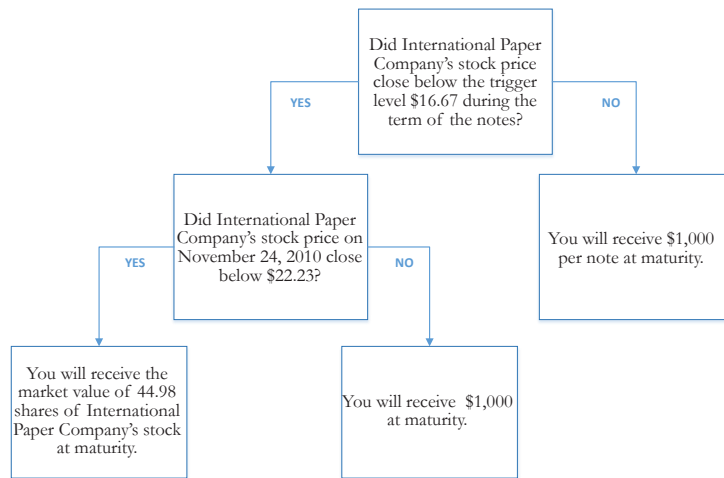 Did International Paper
Company's stock price
close below the trigger
level $16.67 during the
term of the notes?
YES
NO
Did International Paper
Company's stock price on
November 24, 2010 close
below $22.23?
You will receive $1,000
per note at maturity.
YES
NO
You will receive the
market value of 44.98
shares of International
Paper Company's stock
at maturity.
You will receive $1,000
at maturity.